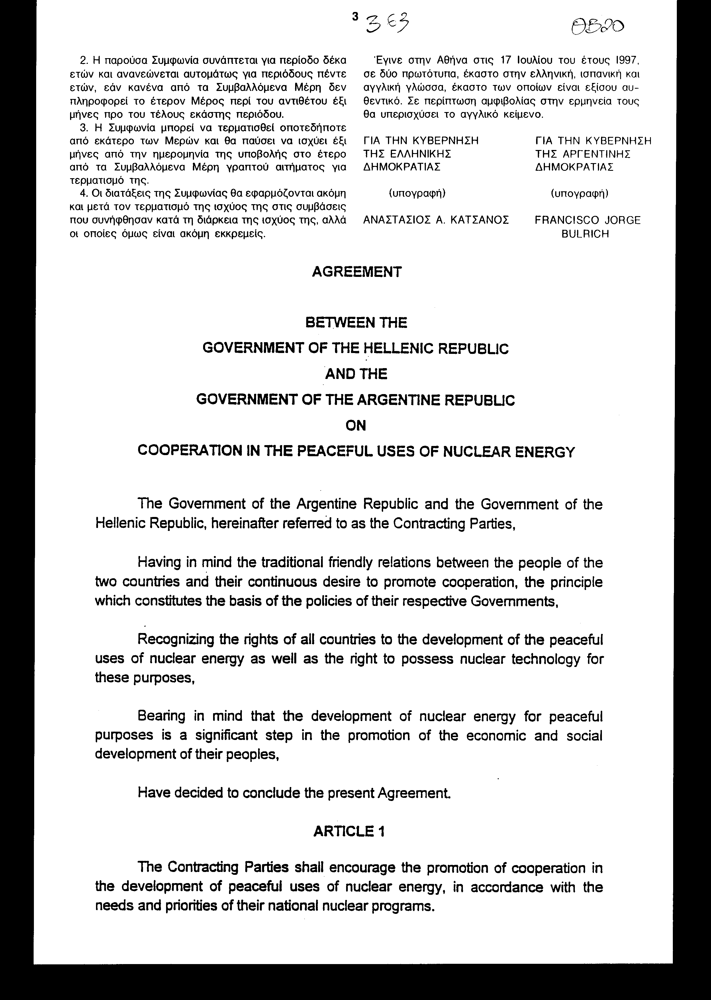 3 363
ΘΒ20
2. Η παρούσα Συμφωνία συνάπτεται για περίοδο δέκα
ετών και ανανεώνεται αυτομάτως για περιόδους πέντε
ετών, εάν κανένα από τα Συμβαλλόμενα Μέρη δεν
πληροφορεί το έτερον Μέρος περί του αντιθέτου έξι
μήνες προ του τέλους εκάστης περιόδου.
3. Η Συμφωνία μπορεί να τερματισθεί οποτεδήποτε
από εκάτερο των Μερών και θα παύσει να ισχύει έξι
μήνες από την ημερομηνία της υποβολής στο έτερο
από τα Συμβαλλόμενα Μέρη γραπτού αιτήματος για
τερματισμό της.
4. Οι διατάξεις της Συμφωνίας θα εφαρμόζονται ακόμη
και μετά τον τερματισμό της ισχύος της στις συμβάσεις
που συνήφθησαν κατά τη διάρκεια της ισχύος της, αλλά
οι οποίες όμως είναι ακόμη εκκρεμείς.
Έγινε στην Αθήνα στις 17 Ιουλίου του έτους 1997,
σε δύο πρωτότυπα, έκαστο στην ελληνική, ισπανική και
αγγλική γλώσσα, έκαστο των οποίων είναι εξίσου αυ-
θεντικό. Σε περίπτωση αμφιβολίας στην ερμηνεία τους
θα υπερισχύσει το αγγλικό κείμενο.
ΓΙΑ ΤΗΝ ΚΥΒΕΡΝΗΣΗ
ΤΗΣ ΕΛΛΗΝΙΚΗΣ
ΔΗΜΟΚΡΑΤΙΑΣ
(υπογραφή)
ΑΝΑΣΤΑΣΙΟΣ Α. ΚΑΤΣΑΝΟΣ
ΓΙΑ ΤΗΝ ΚΥΒΕΡΝΗΣΗ
ΤΗΣ ΑΡΓΕΝΤΙΝΗΣ
ΔΗΜΟΚΡΑΤΙΑΣ
(υπογραφή)
FRANCISCO JORGE
BULRICH
AGREEMENT
BETWEEN THE
GOVERNMENT OF THE HELLENIC REPUBLIC
AND THE
GOVERNMENT OF THE ARGENTINE REPUBLIC
ON
COOPERATION IN THE PEACEFUL USES OF NUCLEAR ENERGY
The Government of the Argentine Republic and the Government of the
Hellenic Republic, hereinafter referred to as the Contracting Parties,
Having in mind the traditional friendly relations between the people of the
two countries and their continuous desire to promote cooperation, the principle
which constitutes the basis of the policies of their respective Governments,
Recognizing the rights of all countries to the development of the peaceful
uses of nuclear energy as well as the right to possess nuclear technology for
these purposes,
Bearing in mind that the development of nuclear energy for peaceful
purposes is a significant step in the promotion of the economic and social
development of their peoples,
Have decided to conclude the present Agreement.
ARTICLE 1
The Contracting Parties shall encourage the promotion of cooperation in
the development of peaceful uses of nuclear energy, in accordance with the
needs and priorities of their national nuclear programs.